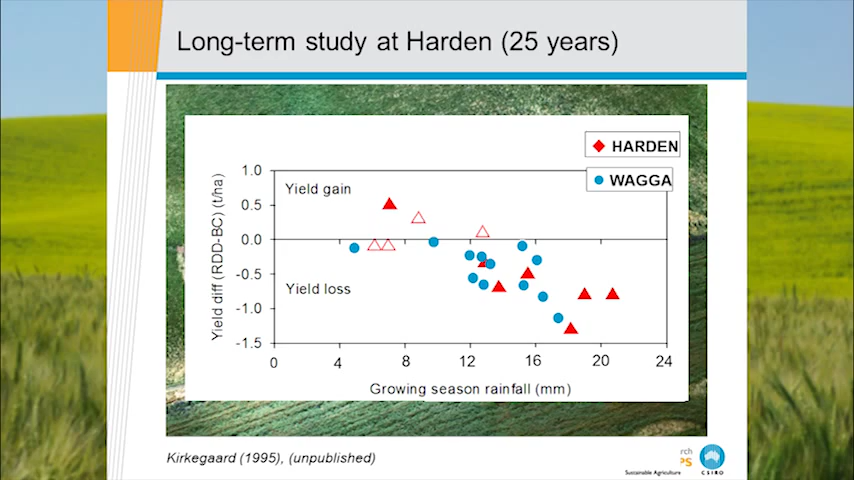 Long-term study at Harden (25 years)
HARDEN
WAGGA
Yield diff (RDD-BC) (t/ha)
1.0
0.5
0.0
-0.5
-1.0
-1.5
Yield gain
Yield loss
0 4 8 12 16 20 24
Growing season rainfall (mm)
Kirkegaard (1995), (unpublished)
rch
PS
Sustainable Agriculture
CSIRO